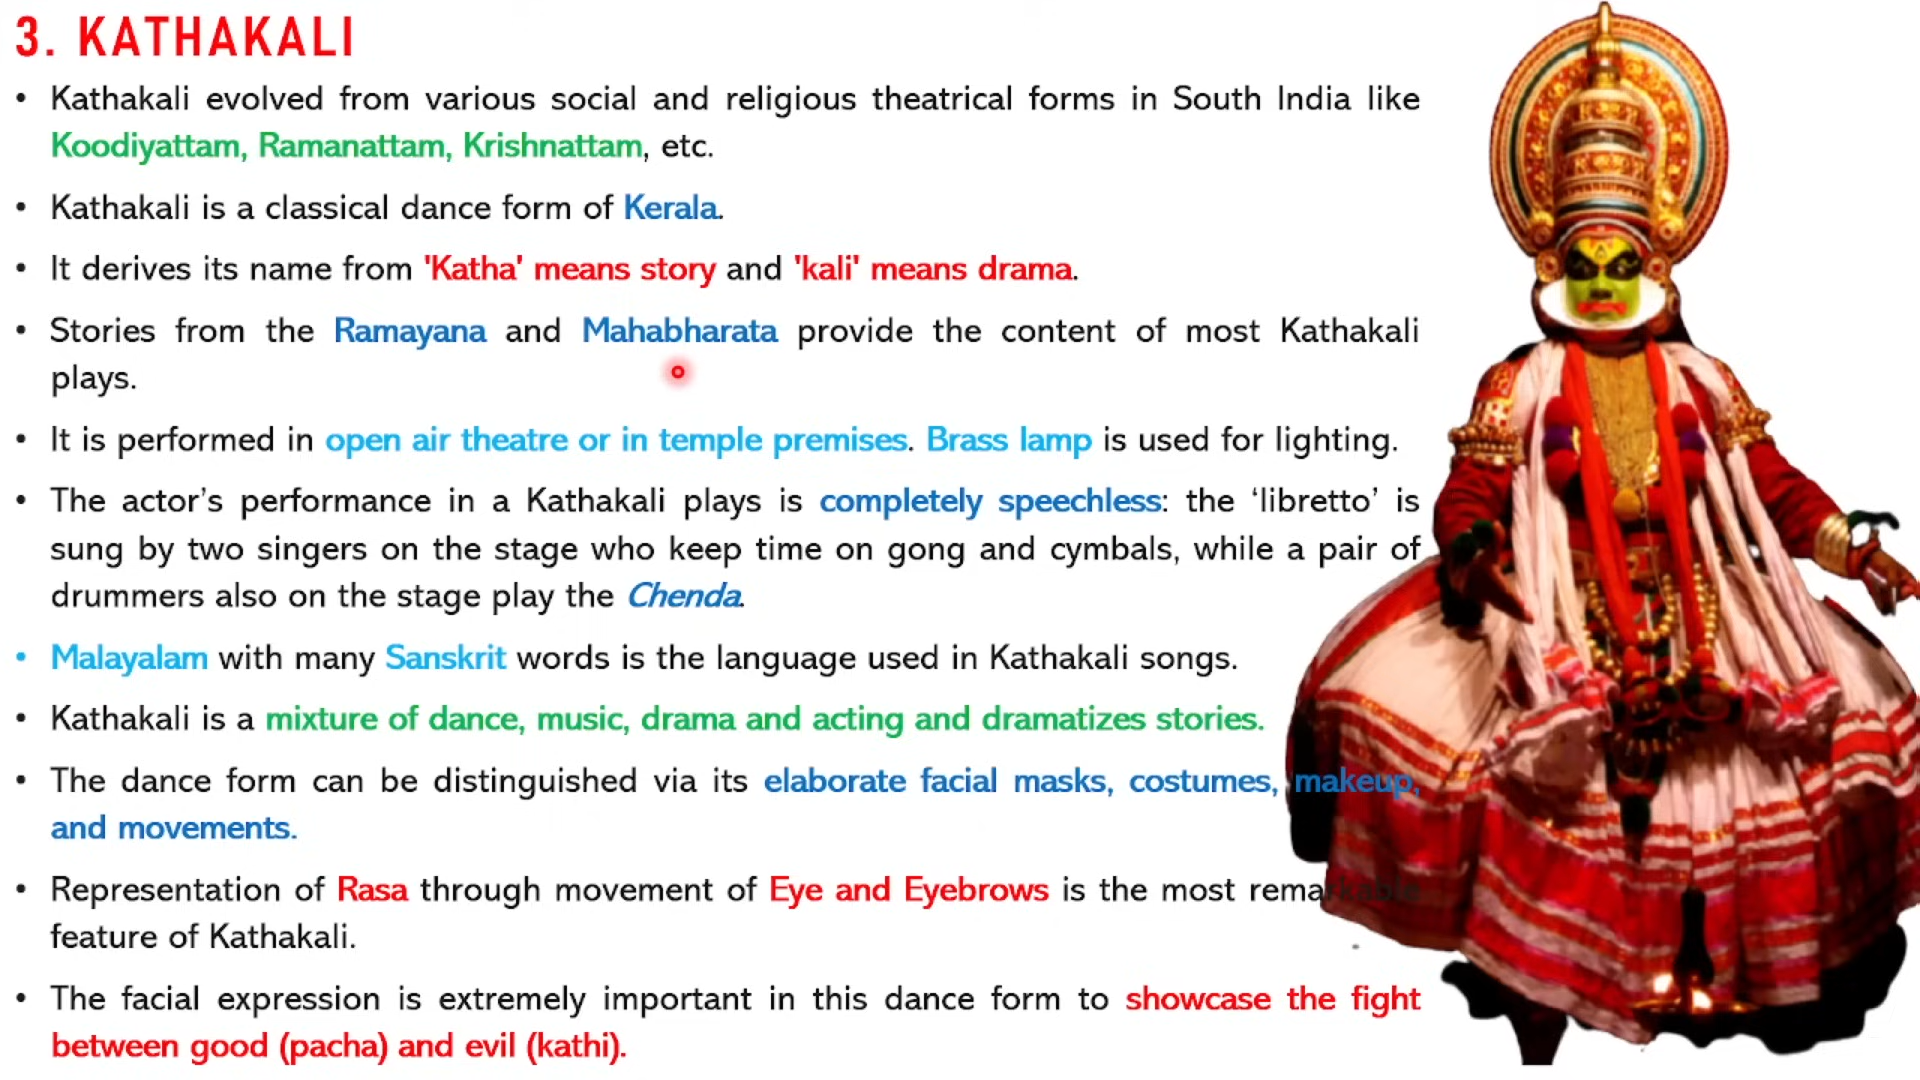 3. KATHAKALI
• Kathakali evolved from various social and religious theatrical forms in South India like
Koodiyattam, Ramanattam, Krishnattam, etc.
• Kathakali is a classical dance form of Kerala.
• It derives its name from 'Katha' means story and 'kali' means drama.
• Stories from the Ramayana and Mahabharata provide the content of most Kathakali
plays.
• It is performed in open air theatre or in temple premises. Brass lamp is used for lighting.
• The actor’s performance in a Kathakali plays is completely speechless: the ‘libretto’ is
sung by two singers on the stage who keep time on gong and cymbals, while a pair of
drummers also on the stage play the Chenda.
• Malayalam with many Sanskrit words is the language used in Kathakali songs.
• Kathakali is a mixture of dance, music, drama and acting and dramatizes stories.
• The dance form can be distinguished via its elaborate facial masks, costumes, makeup,
and movements.
• Representation of Rasa through movement of Eye and Eyebrows is the most remarkable
feature of Kathakali.
• The facial expression is extremely important in this dance form to showcase the fight
between good (pacha) and evil (kathi).